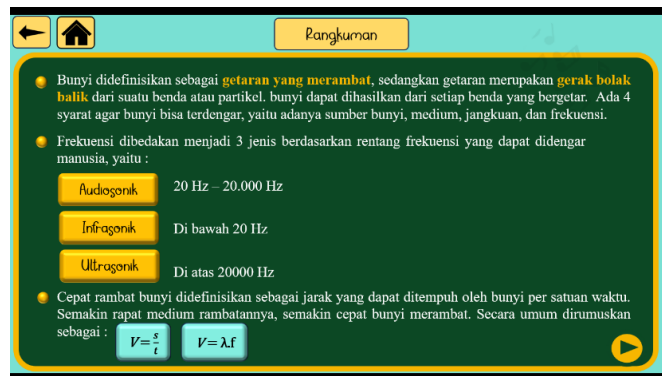 Rangkuman
Bunyi didefinisikan sebagai getaran yang merambat, sedangkan getaran merupakan gerak bolak
balik dari suatu benda atau partikel. bunyi dapat dihasilkan dari setiap benda yang bergetar. Ada 4
syarat agar bunyi bisa terdengar, yaitu adanya sumber bunyi, medium, jangkuan, dan frekuensi.
Frekuensi dibedakan menjadi 3 jenis berdasarkan rentang frekuensi yang dapat didengar
manusia, yaitu :
Audiosonik 20 Hz – 20.000 Hz
Infrasonik Di bawah 20 Hz
Ultrasonik Di atas 20000 Hz
Cepat rambat bunyi didefinisikan sebagai jarak yang dapat ditempuh oleh bunyi per satuan waktu.
Semakin rapat medium rambatannya, semakin cepat bunyi merambat. Secara umum dirumuskan
sebagai : V=s/t V=λ.f